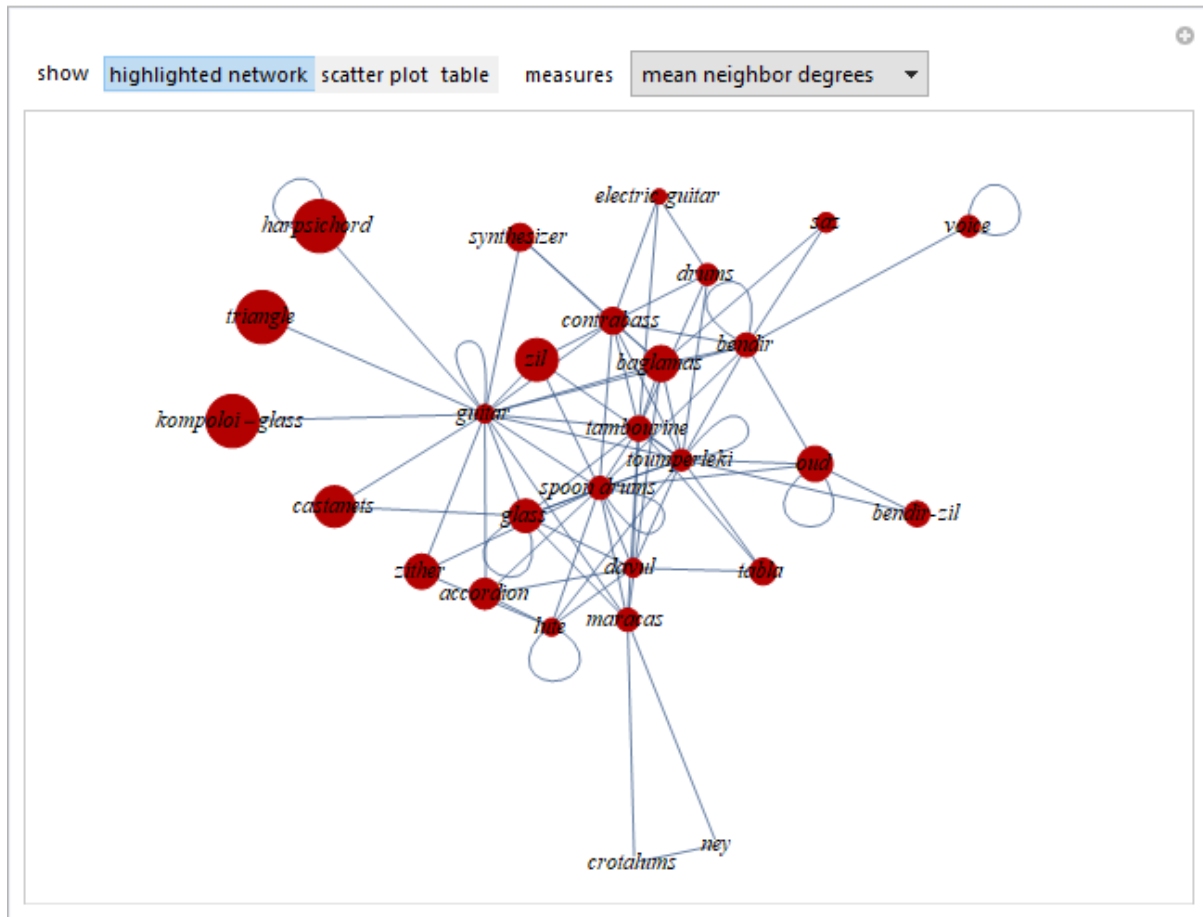 show highlighted network scatter plot table measures mean neighbor degrees
electric guitar
saz
voice
harpsichord
synthesizer
drums
triangle
contrabass
bendir
zil
baglamas
kompoloi–glass
guitar
tambourine
toumperleki
oud
spoon drums
castanets
glass
bendir-zil
zither
davul
tabla
accordion
lute
maracas
ney
crotalums